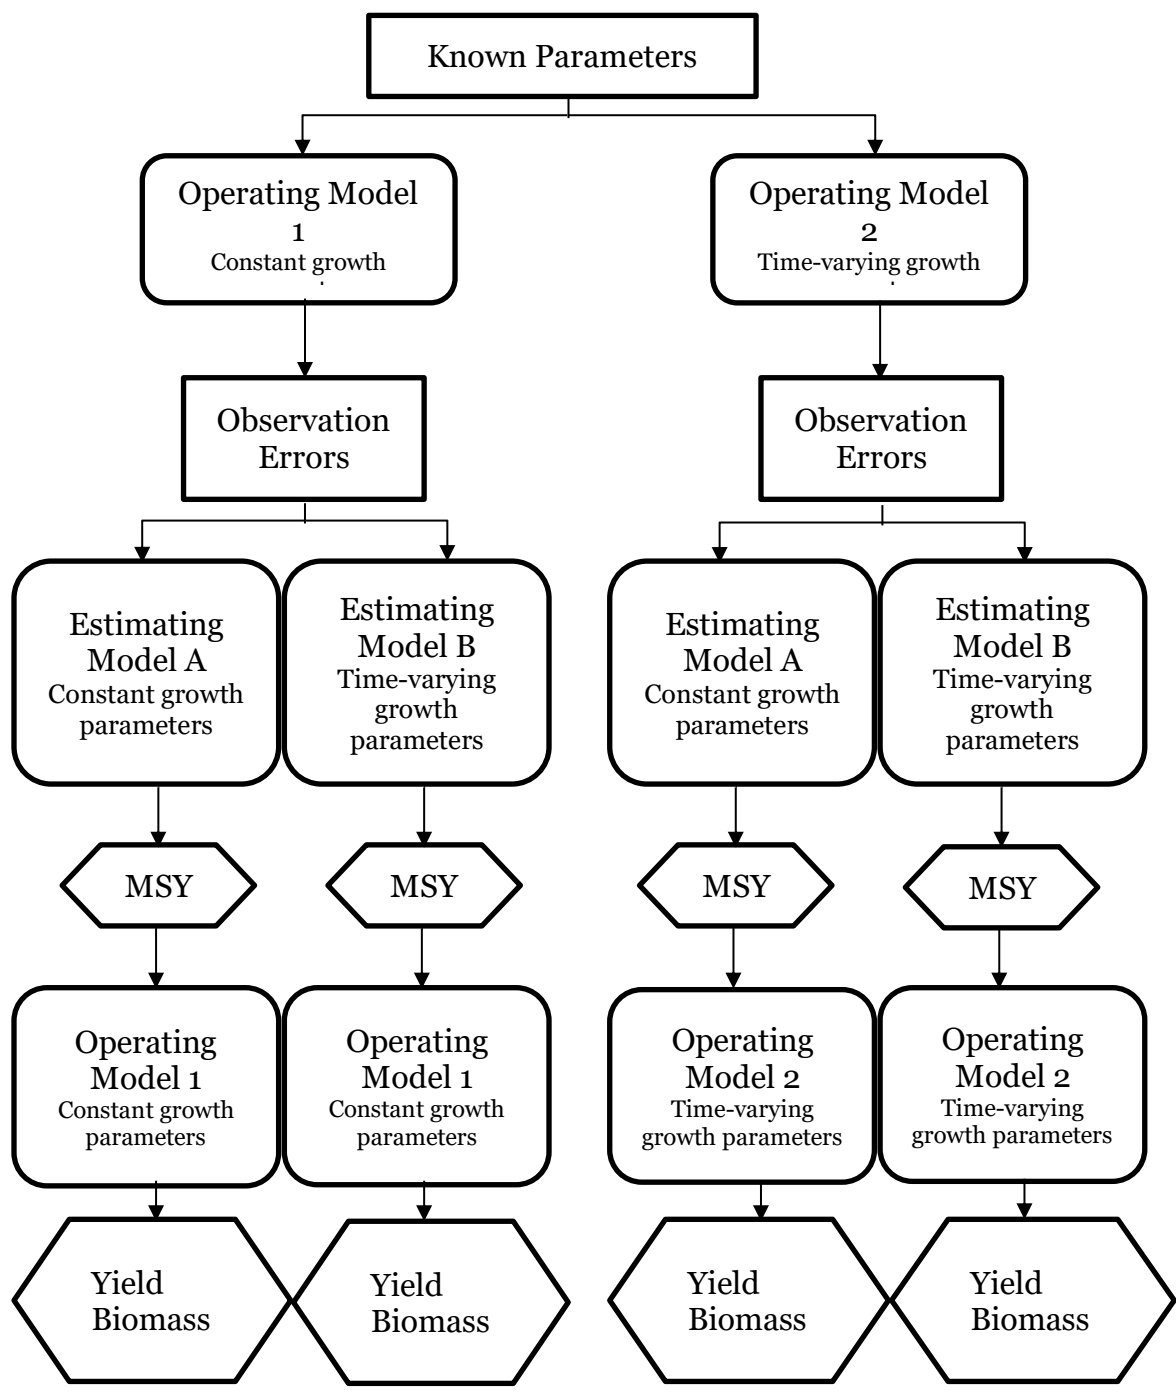 Known Parameters
Operating Model
1
Constant growth
Operating Model
2
Time-varying growth
Observation
Errors
Observation
Errors
Estimating
Model A
Constant growth
parameters
Estimating
Model B
Time-varying
growth
parameters
Estimating
Model A
Constant growth
parameters
Estimating
Model B
Time-varying
growth
parameters
MSY
MSY
MSY
MSY
Operating
Model 1
Constant growth
parameters
Operating
Model 1
Constant growth
parameters
Operating
Model 2
Time-varying
growth parameters
Operating
Model 2
Time-varying
growth parameters
Yield
Biomass
Yield
Biomass
Yield
Biomass
Yield
Biomass